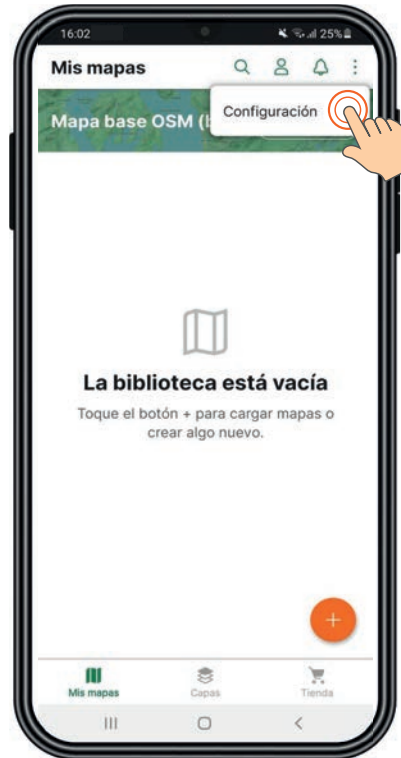 16:02
25%
Mis mapas
Configuración
Mapa base OSM (
La biblioteca está vacía
Toque el botón + para cargar mapas o
crear algo nuevo.
+
Mis mapas
Capas
Tienda